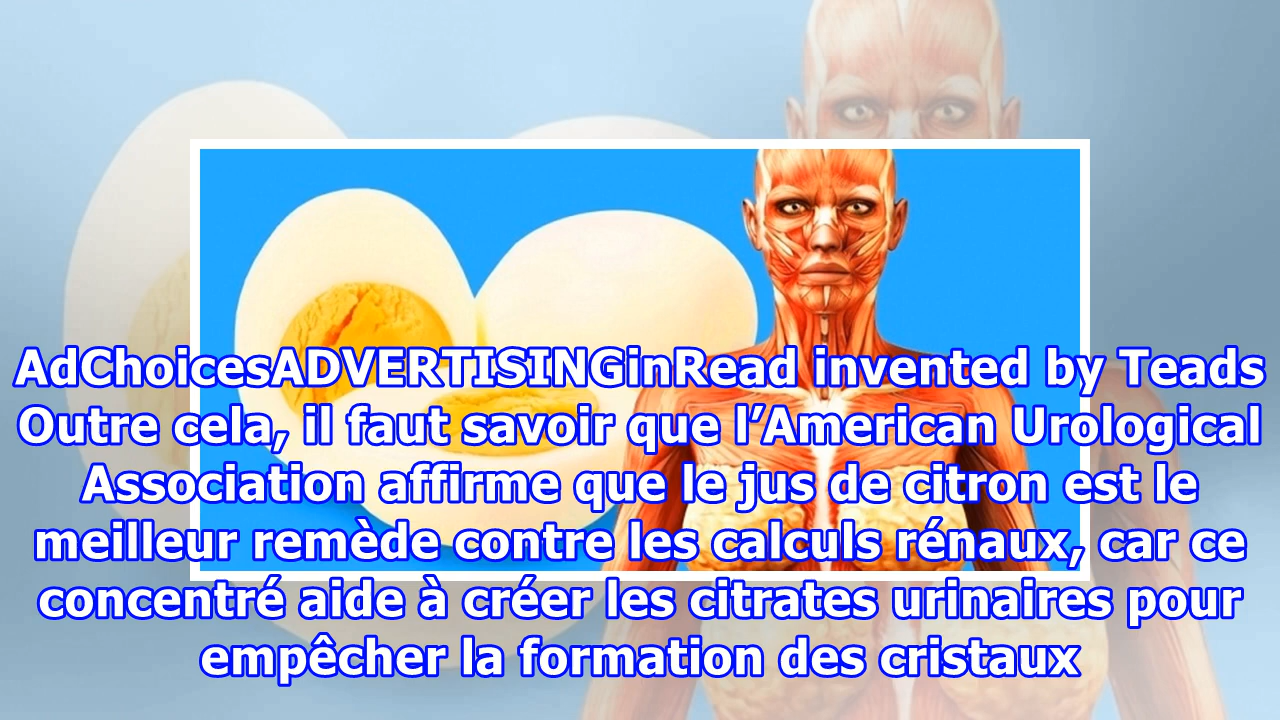 AdChoicesADVERTISINGinRead invented by Teads
Outre cela, il faut savoir que l’American Urological
Association affirme que le jus de citron est le
meilleur remède contre les calculs rénaux, car ce
concentré aide à créer les citrates urinaires pour
empêcher la formation des cristaux